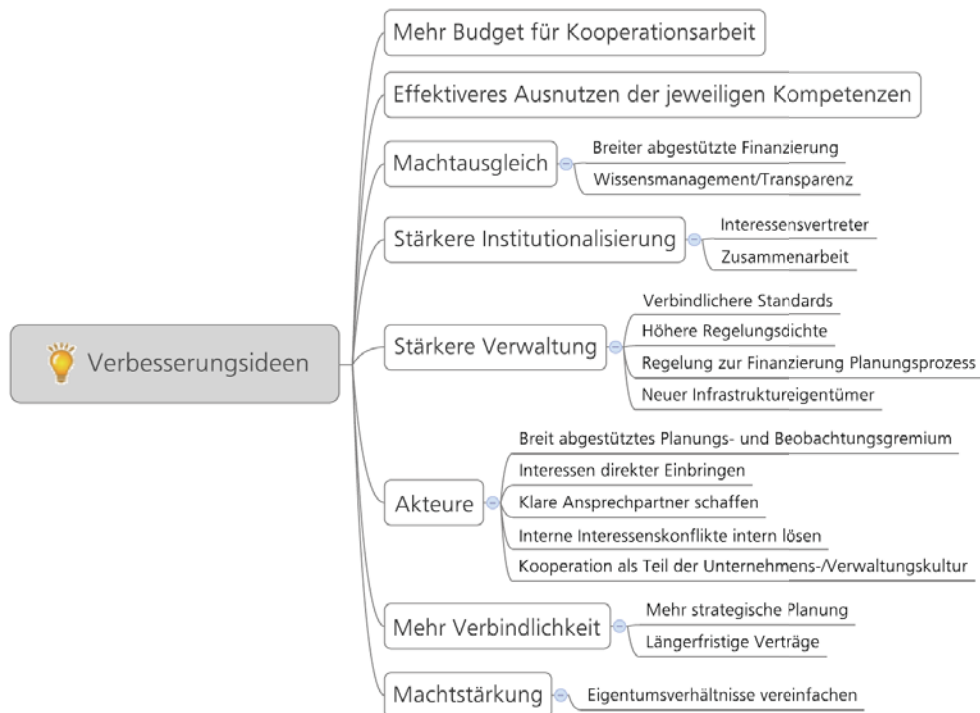 Verbesserungsideen
Mehr Budget für Kooperationsarbeit
Effektiveres Ausnutzen der jeweiligen Kompetenzen
Machtausgleich
Breiter abgestützte Finanzierung
Wissensmanagement/Transparenz
Stärkere Institutionalisierung
Interessensvertreter
Zusammenarbeit
Stärkere Verwaltung
Verbindlichere Standards
Höhere Regelungsdichte
Regelung zur Finanzierung Planungsprozess
Neuer Infrastruktureigentümer
Akteure
Breit abgestütztes Planungs- und Beobachtungsgremium
Interessen direkter Einbringen
Klare Ansprechpartner schaffen
Interne Interessenskonflikte intern lösen
Kooperation als Teil der Unternehmens-/Verwaltungskultur
Mehr Verbindlichkeit
Mehr strategische Planung
Längerfristige Verträge
Machtstärkung
Eigentumsverhältnisse vereinfachen